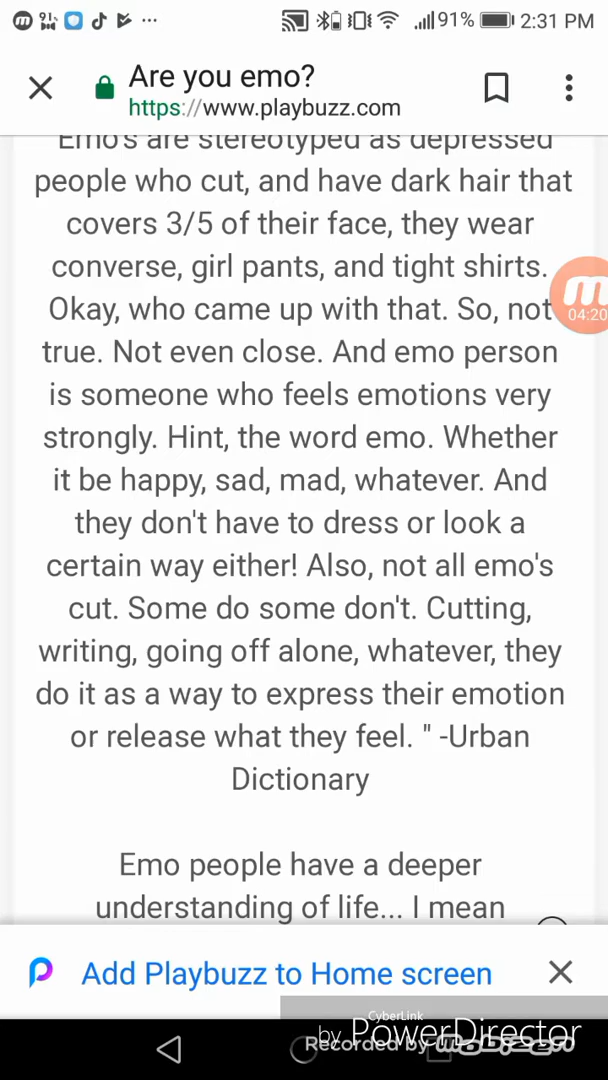 91% 2:31 PM
Are you emo?
https://www.playbuzz.com
Emo's are stereotyped as depressed
people who cut, and have dark hair that
covers 3/5 of their face, they wear
converse, girl pants, and tight shirts.
Okay, who came up with that. So, not
04:20
true. Not even close. And emo person
is someone who feels emotions very
strongly. Hint, the word emo. Whether
it be happy, sad, mad, whatever. And
they don't have to dress or look a
certain way either! Also, not all emo's
cut. Some do some don't. Cutting,
writing, going off alone, whatever, they
do it as a way to express their emotion
or release what they feel. " -Urban
Dictionary
Emo people have a deeper
understanding of life... I mean
Add Playbuzz to Home screen
CyberLink
by PowerDirector
Recorded by